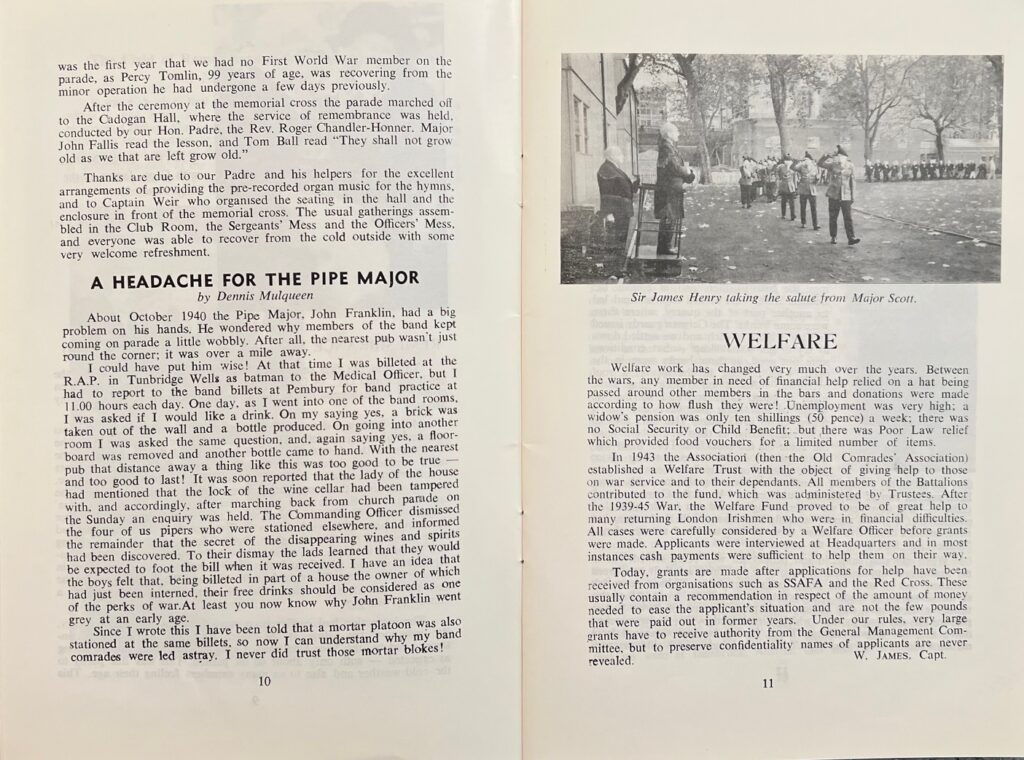 was the first year that we had no First World War member on the
parade, as Percy Tomlin, 99 years of age, was recovering from the
minor operation he had undergone a few days previously.
After the ceremony at the memorial cross the parade marched off
to the Cadogan Hall, where the service of remembrance was held,
conducted by our Hon. Padre, the Rev. Roger Chandler-Honner. Major
John Fallis read the lesson, and Tom Ball read "They shall not grow
old as we that are left grow old."
Thanks are due to our Padre and his helpers for the excellent
arrangements of providing the pre-recorded organ music for the hymns,
and to Captain Weir who organised the seating in the hall and the
enclosure in front of the memorial cross. The usual gatherings assem-
bled in the Club Room, the Sergeants' Mess and the Officers' Mess,
and everyone was able to recover from the cold outside with some
very welcome refreshment.
A HEADACHE FOR THE PIPE MAJOR
by Dennis Mulqueen
About October 1940 the Pipe Major, John Franklin, had a big
problem on his hands. He wondered why members of the band kept
coming on parade a little wobbly. After all, the nearest pub wasn't just
round the corner; it was over a mile away.
I could have put him wise! At that time I was billeted at the
R.A.P. in Tunbridge Wells as batman to the Medical Officer, but I
had to report to the band billets at Pembury for band practice at
11.00 hours each day. One day, as I went into one of the band rooms,
I was asked if I would like a drink. On my saying yes, a brick was
taken out of the wall and a bottle produced. On going into another
room I was asked the same question, and, again saying yes, a floor-
board was removed and another bottle came to hand. With the nearest
pub that distance away a thing like this was too good to be true —
and too good to last! It was soon reported that the lady of the house
had mentioned that the lock of the wine cellar had been tampered
with, and accordingly, after marching back from church parade on
the Sunday an enquiry was held. The Commanding Officer dismissed
the four of us pipers who were stationed elsewhere, and informed
the remainder that the secret of the disappearing wines and spirits
had been discovered. To their dismay the lads learned that they would
be expected to foot the bill when it was received. I have an idea that
the boys felt that, being billeted in part of a house the owner of which
had just been interned, their free drinks should be considered as one
of the perks of war.At least you now know why John Franklin went
grey at an early age.
Since I wrote this I have been told that a mortar platoon was also
stationed at the same billets, so now I can understand why my band
comrades were led astray. I never did trust those mortar blokes!
10
Sir James Henry taking the salute from Major Scott.
WELFARE
Welfare work has changed very much over the years. Between
the wars, any member in need of financial help relied on a hat being
passed around other members in the bars and donations were made
according to how flush they were! Unemployment was very high; a
widow's pension was only ten shillings (50 pence) a week; there was
no Social Security or Child Benefit; but there was Poor Law relief
which provided food vouchers for a limited number of items.
In 1943 the Association (then the Old Comrades' Association)
established a Welfare Trust with the object of giving help to those
on war service and to their dependants. All members of the Battalions
contributed to the fund, which was administered by Trustees. After
the 1939-45 War, the Welfare Fund proved to be of great help to
many returning London Irishmen who were in financial difficulties.
All cases were carefully considered by a Welfare Officer before grants
were made. Applicants were interviewed at Headquarters and in most
instances cash payments were sufficient to help them on their way.
Today, grants are made after applications for help have been
received from organisations such as SSAFA and the Red Cross. These
usually contain a recommendation in respect of the amount of money
needed to ease the applicant's situation and are not the few pounds
that were paid out in former years. Under our rules, very large
grants have to receive authority from the General Management Com-
mittee, but to preserve confidentiality names of applicants are never
revealed. W. JAMES, Capt.
11